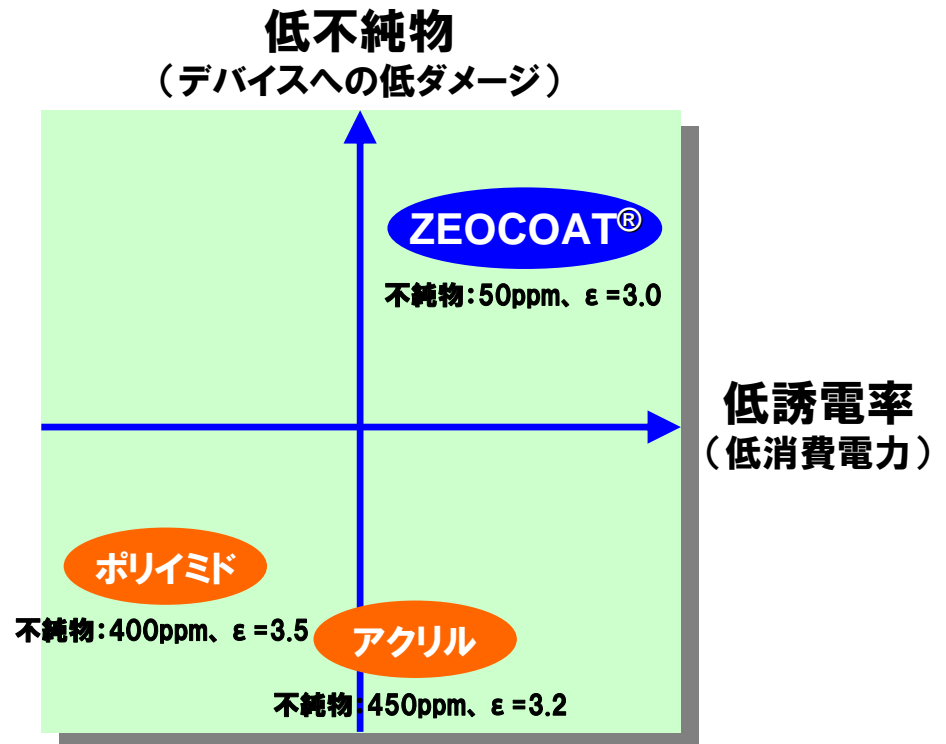 低不純物
（デバイスへの低ダメージ）
ZEOCOAT®
不純物：50ppm、ε=3.0
低誘電率
（低消費電力）
ポリイミド
不純物：400ppm、ε=3.5
アクリル
不純物：450ppm、ε=3.2